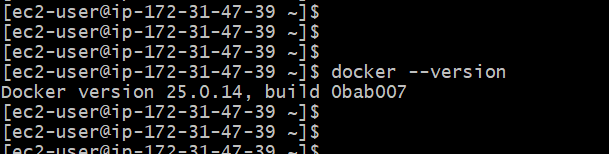 [ec2-user@ip-172-31-47-39 ~]$
[ec2-user@ip-172-31-47-39 ~]$
[ec2-user@ip-172-31-47-39 ~]$
[ec2-user@ip-172-31-47-39 ~]$ docker --version
Docker version 25.0.14, build 0bab007
[ec2-user@ip-172-31-47-39 ~]$
[ec2-user@ip-172-31-47-39 ~]$
[ec2-user@ip-172-31-47-39 ~]$